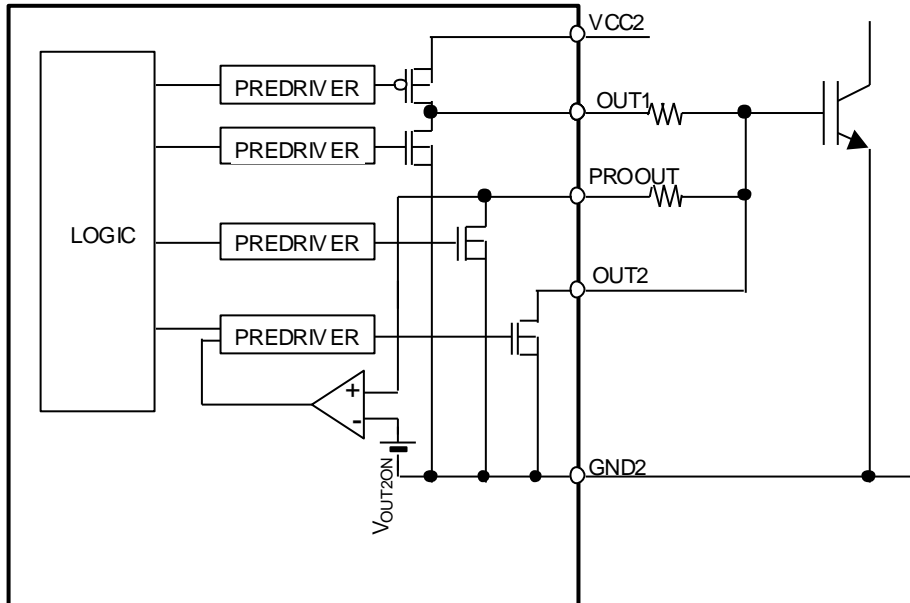 VCC2
PREDRIVER
OUT1
PREDRIVER
PROOUT
LOGIC
PREDRIVER
OUT2
PREDRIVER
+
-
GND2
VOUT2ON